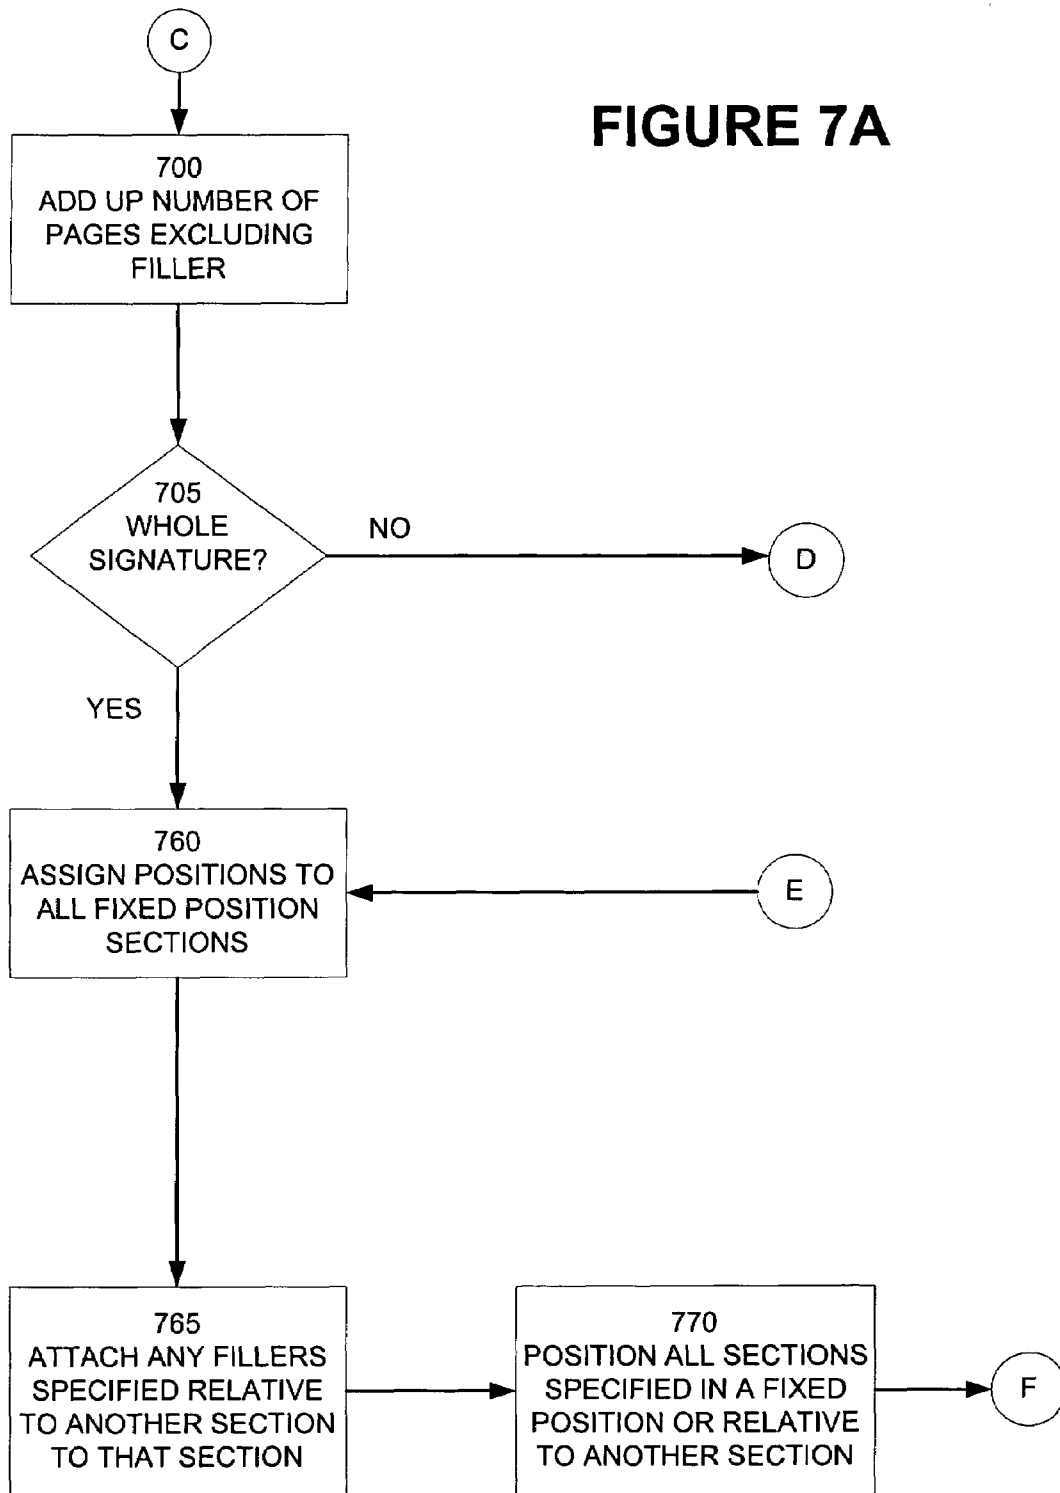 C
FIGURE 7A
700
ADD UP NUMBER OF
PAGES EXCLUDING
FILLER
705
WHOLE
SIGNATURE?
NO
D
YES
760
ASSIGN POSITIONS TO
ALL FIXED POSITION
SECTIONS
E
765
ATTACH ANY FILLERS
SPECIFIED RELATIVE
TO ANOTHER SECTION
TO THAT SECTION
770
POSITION ALL SECTIONS
SPECIFIED IN A FIXED
POSITION OR RELATIVE
TO ANOTHER SECTION
F